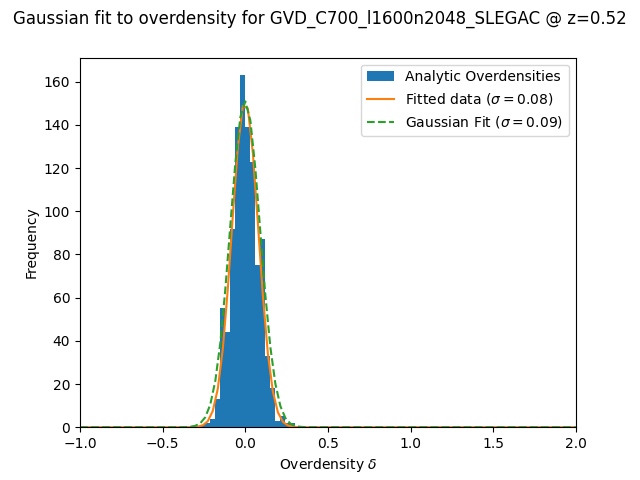 Gaussian fit to overdensity for GVD_C700_l1600n2048_SLEGAC @ z=0.52
Analytic Overdensities
Fitted data (σ = 0.08)
Gaussian Fit (σ = 0.09)
Frequency
160
140
120
100
80
60
40
20
0
−1.0 −0.5 0.0 0.5 1.0 1.5 2.0
Overdensity δ